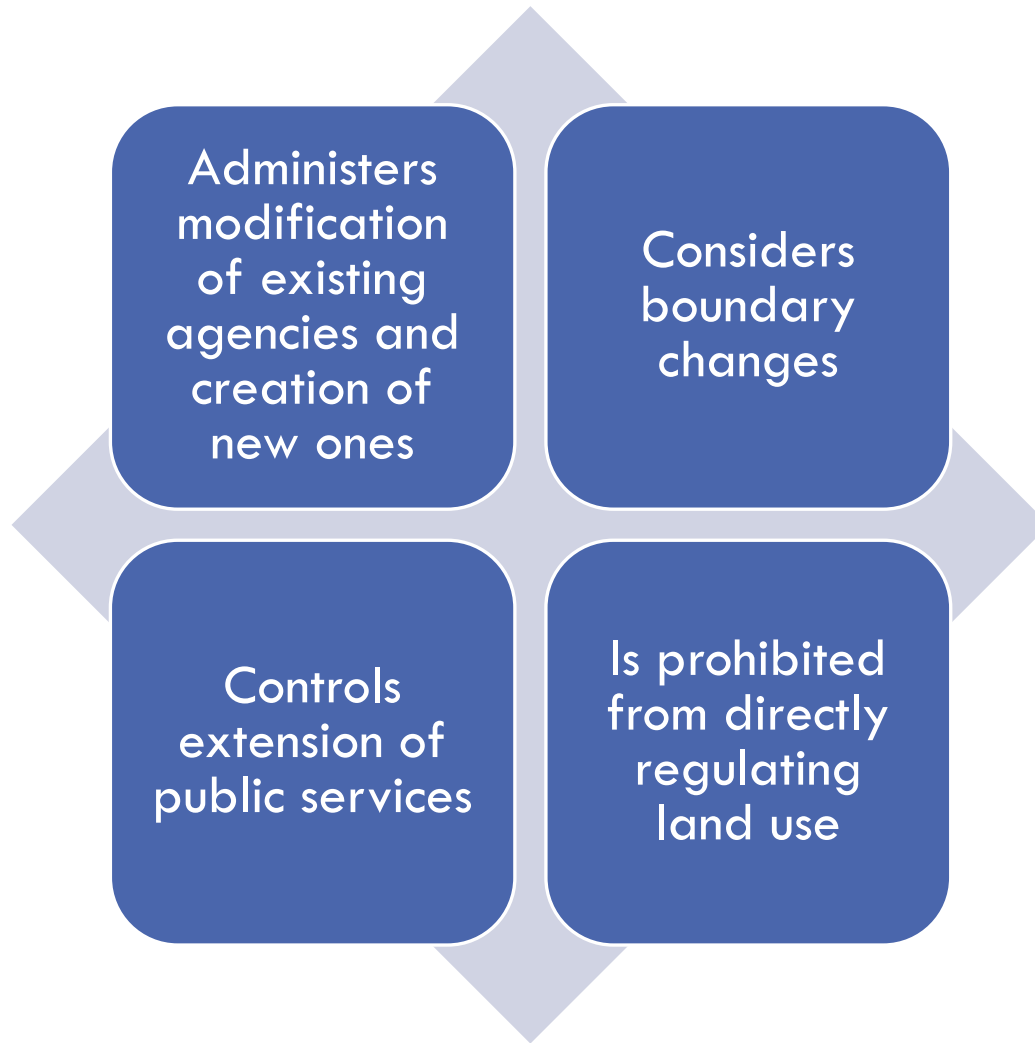 Administers
modification
of existing
agencies and
creation of
new ones
Considers
boundary
changes
Controls
extension of
public services
Is prohibited
from directly
regulating
land use